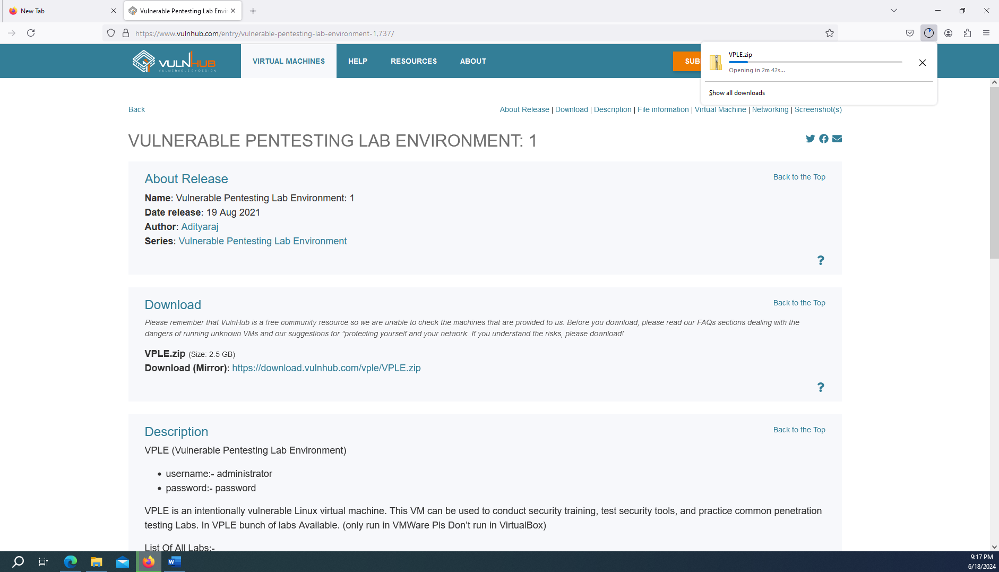 New Tab
Vulnerable Pentesting Lab Envir
https://www.vulnhub.com/entry/vulnerable-pentesting-lab-environment-1,737/
VULNHUB
VULNERABLE BY DESIGN
VIRTUAL MACHINES
HELP
RESOURCES
ABOUT
SUB
VPLE.zip
Opening in 2m 42s...
Show all downloads
Back
About Release | Download | Description | File information | Virtual Machine | Networking | Screenshot(s)
VULNERABLE PENTESTING LAB ENVIRONMENT: 1
About Release
Back to the Top
Name: Vulnerable Pentesting Lab Environment: 1
Date release: 19 Aug 2021
Author: Adityaraj
Series: Vulnerable Pentesting Lab Environment
?
Download
Back to the Top
Please remember that VulnHub is a free community resource so we are unable to check the machines that are provided to us. Before you download, please read our FAQs sections dealing with the
dangers of running unknown VMs and our suggestions for “protecting yourself and your network. If you understand the risks, please download!
VPLE.zip (Size: 2.5 GB)
Download (Mirror): https://download.vulnhub.com/vple/VPLE.zip
?
Description
Back to the Top
VPLE (Vulnerable Pentesting Lab Environment)
• username:- administrator
• password:- password
VPLE is an intentionally vulnerable Linux virtual machine. This VM can be used to conduct security training, test security tools, and practice common penetration
testing Labs. In VPLE bunch of labs Available. (only run in VMWare Pls Don’t run in VirtualBox)
List Of All Labs:-
9:17 PM
6/18/2024